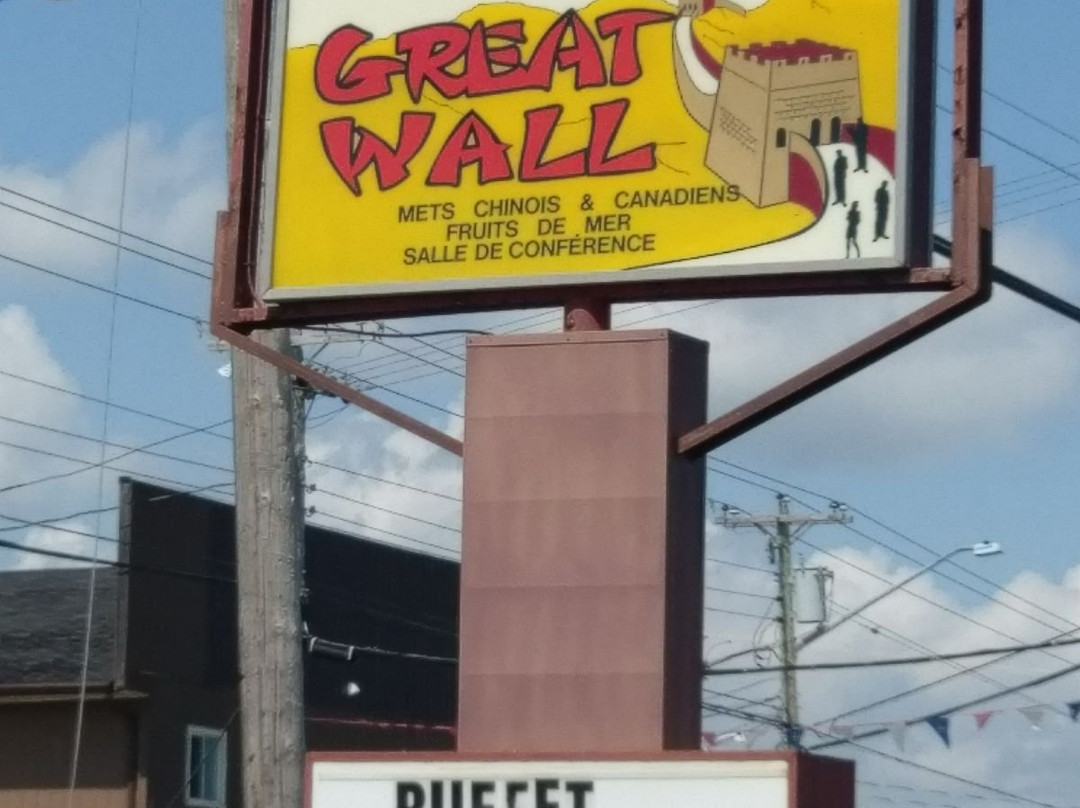 GREAT
WALL
METS CHINOIS & CANADIENS
FRUITS DE MER
SALLE DE CONFÉRENCE
BUFFET